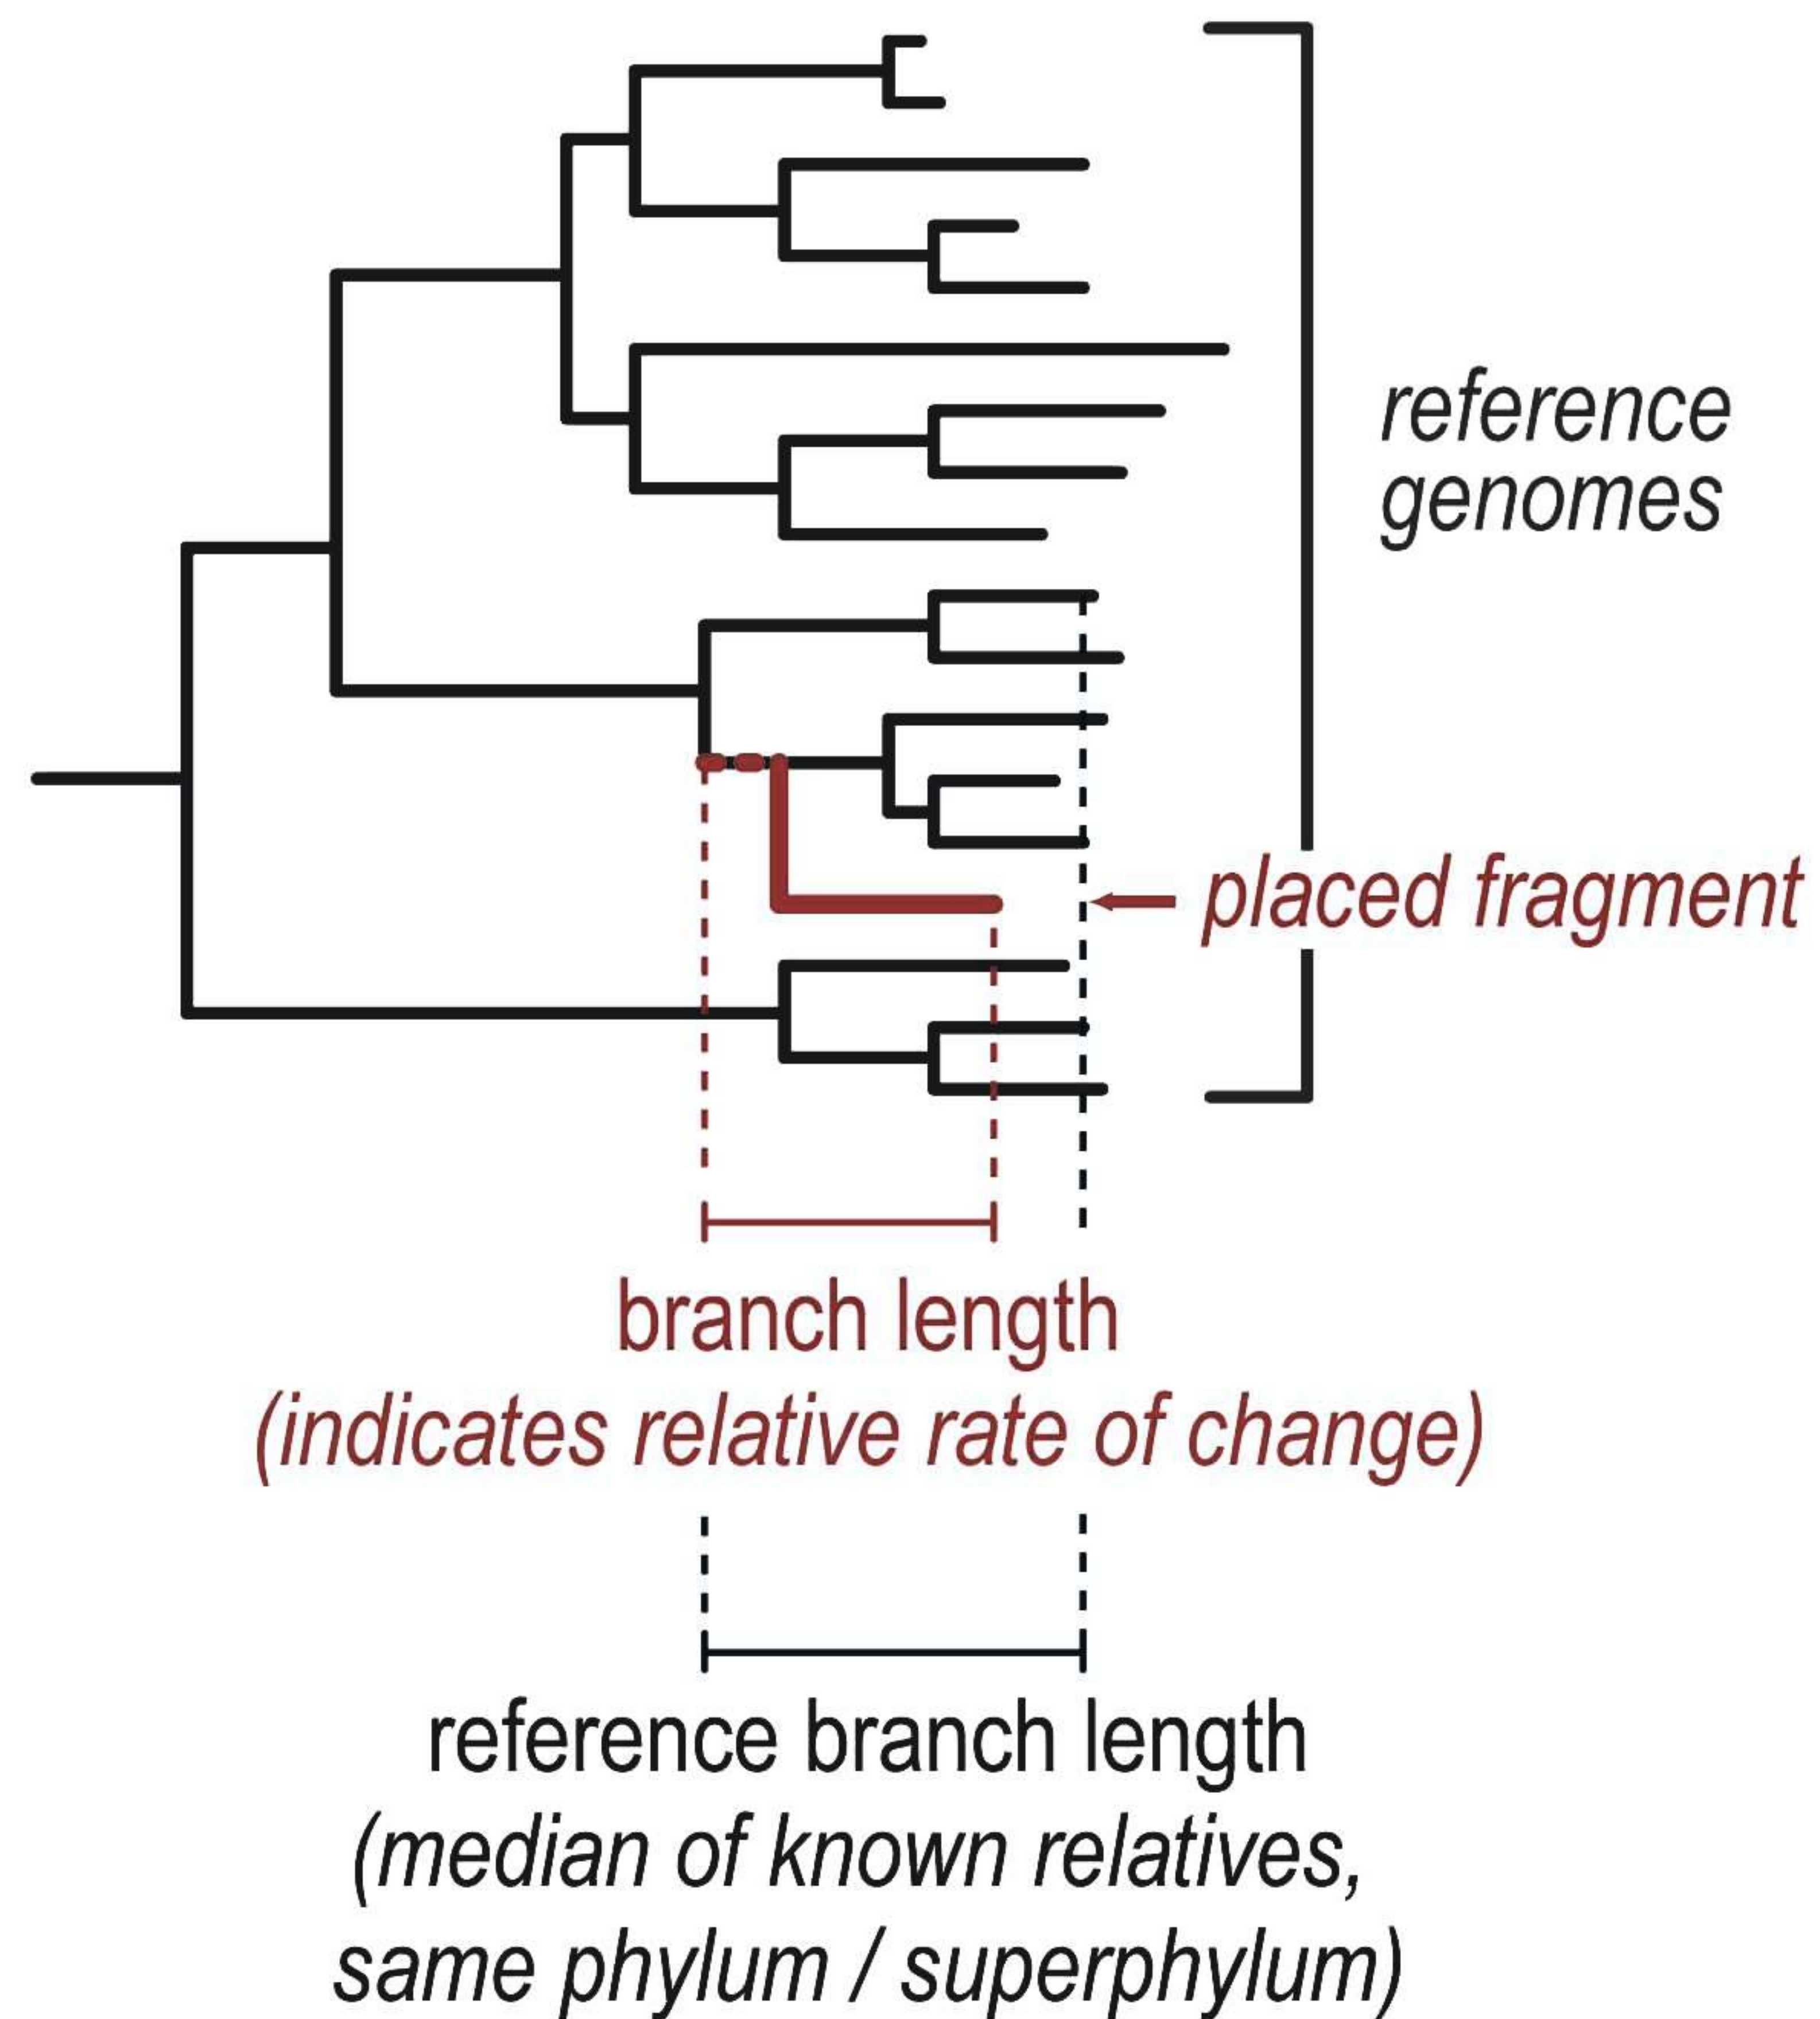 reference
genomes
placed fragment
branch length
(indicates relative rate of change)
reference branch length
(median of known relatives,
same phylum / superphylum)